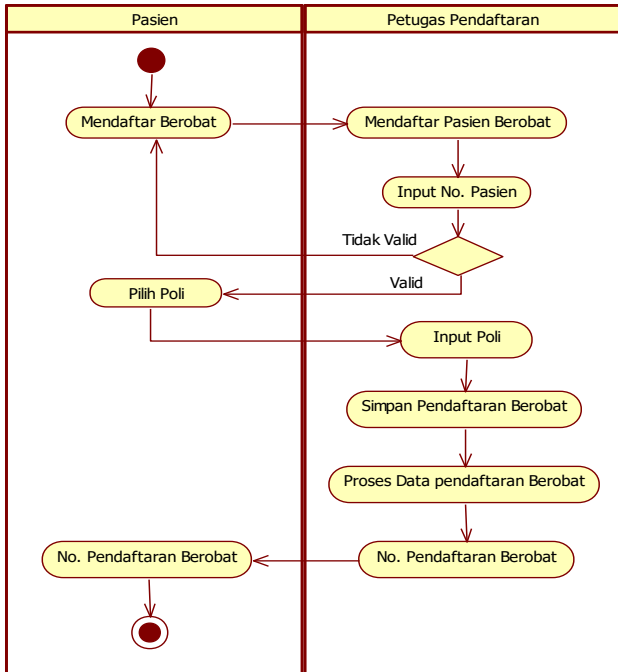 Pasien
Petugas Pendaftaran
Mendaftar Berobat
Mendaftar Pasien Berobat
Input No. Pasien
Tidak Valid
Valid
Pilih Poli
Input Poli
Simpan Pendaftaran Berobat
Proses Data pendaftaran Berobat
No. Pendaftaran Berobat
No. Pendaftaran Berobat